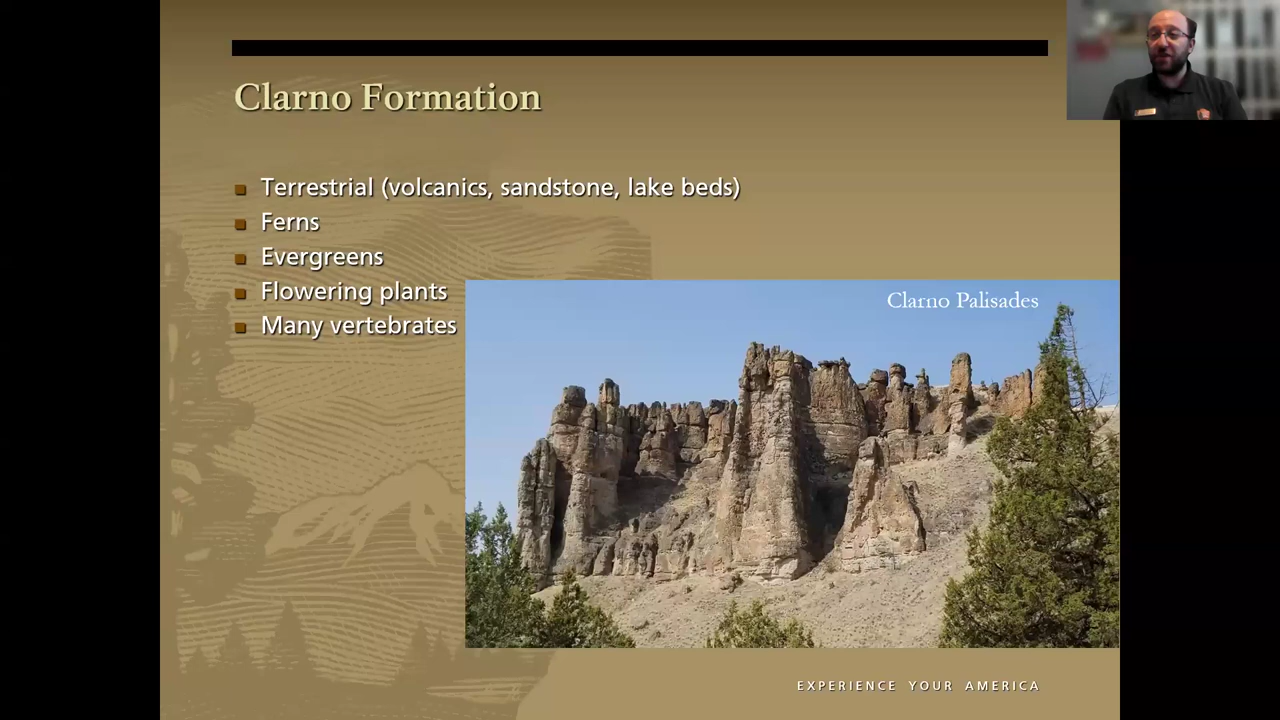 Clarno Formation
Terrestrial (volcanics, sandstone, lake beds)
Ferns
Evergreens
Flowering plants
Many vertebrates
Clarno Palisades
EXPERIENCE YOUR AMERICA